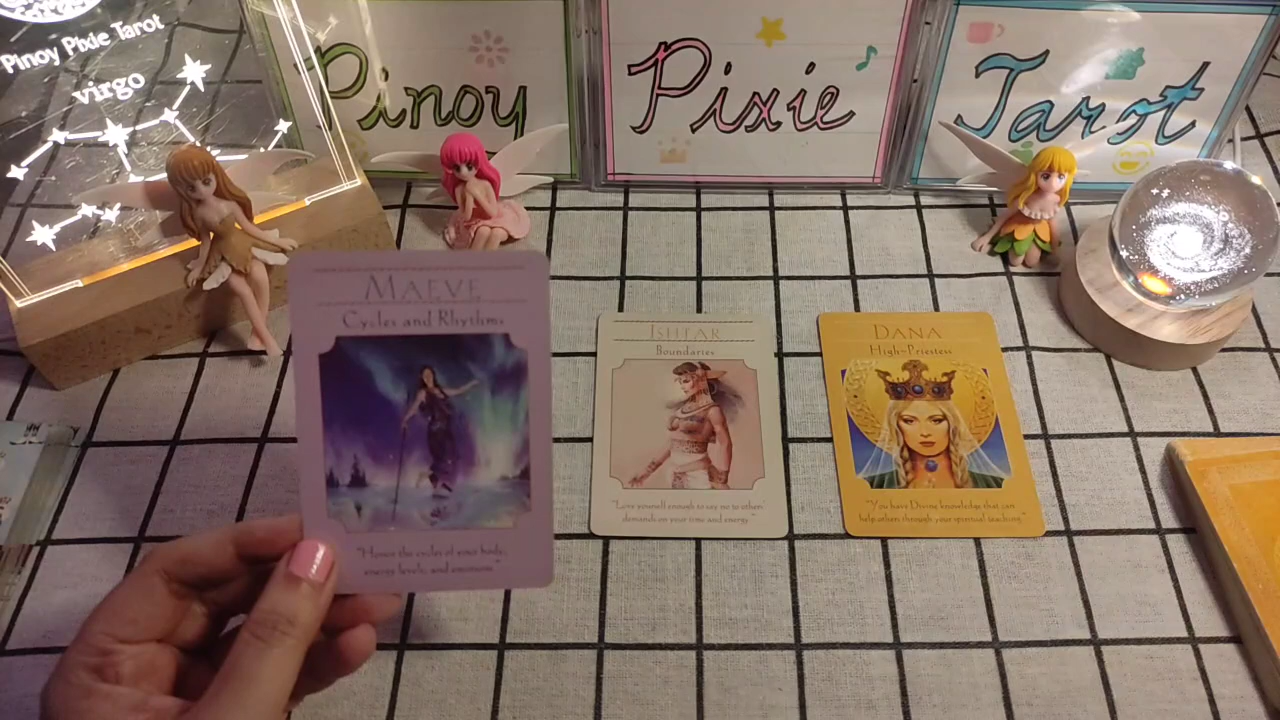 Pinoy Pixie Tarot
virgo
Pinoy
Pixie
Tarot
MAEVE
Cycles and Rhythms
"Honor the cycles of your body,
energy levels, and emotions."
ISHTAR
Boundaries
"Love yourself enough to say no to others'
demands on your time and energy."
DANA
High-Priestess
"You have Divine knowledge that can
help others through your spiritual teaching."